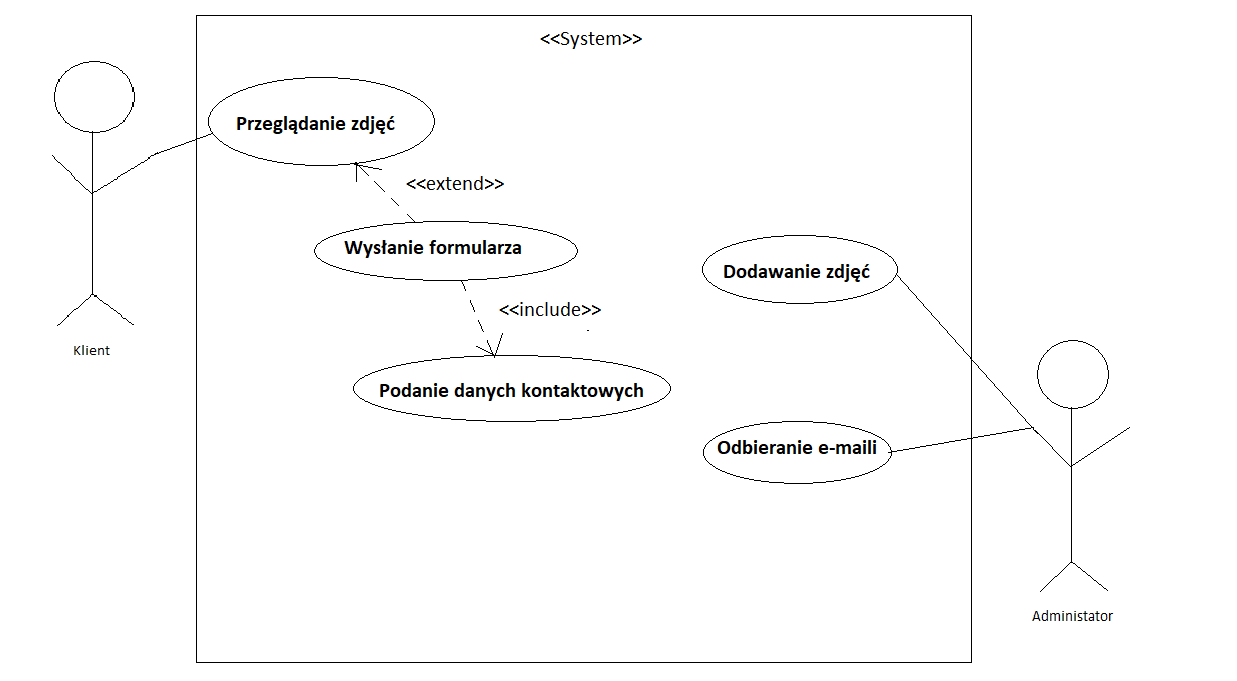 <<System>>
Przeglądanie zdjęć
<<extend>>
Wysłanie formularza
<<include>>
Podanie danych kontaktowych
Klient
Dodawanie zdjęć
Odbieranie e-maili
Administator